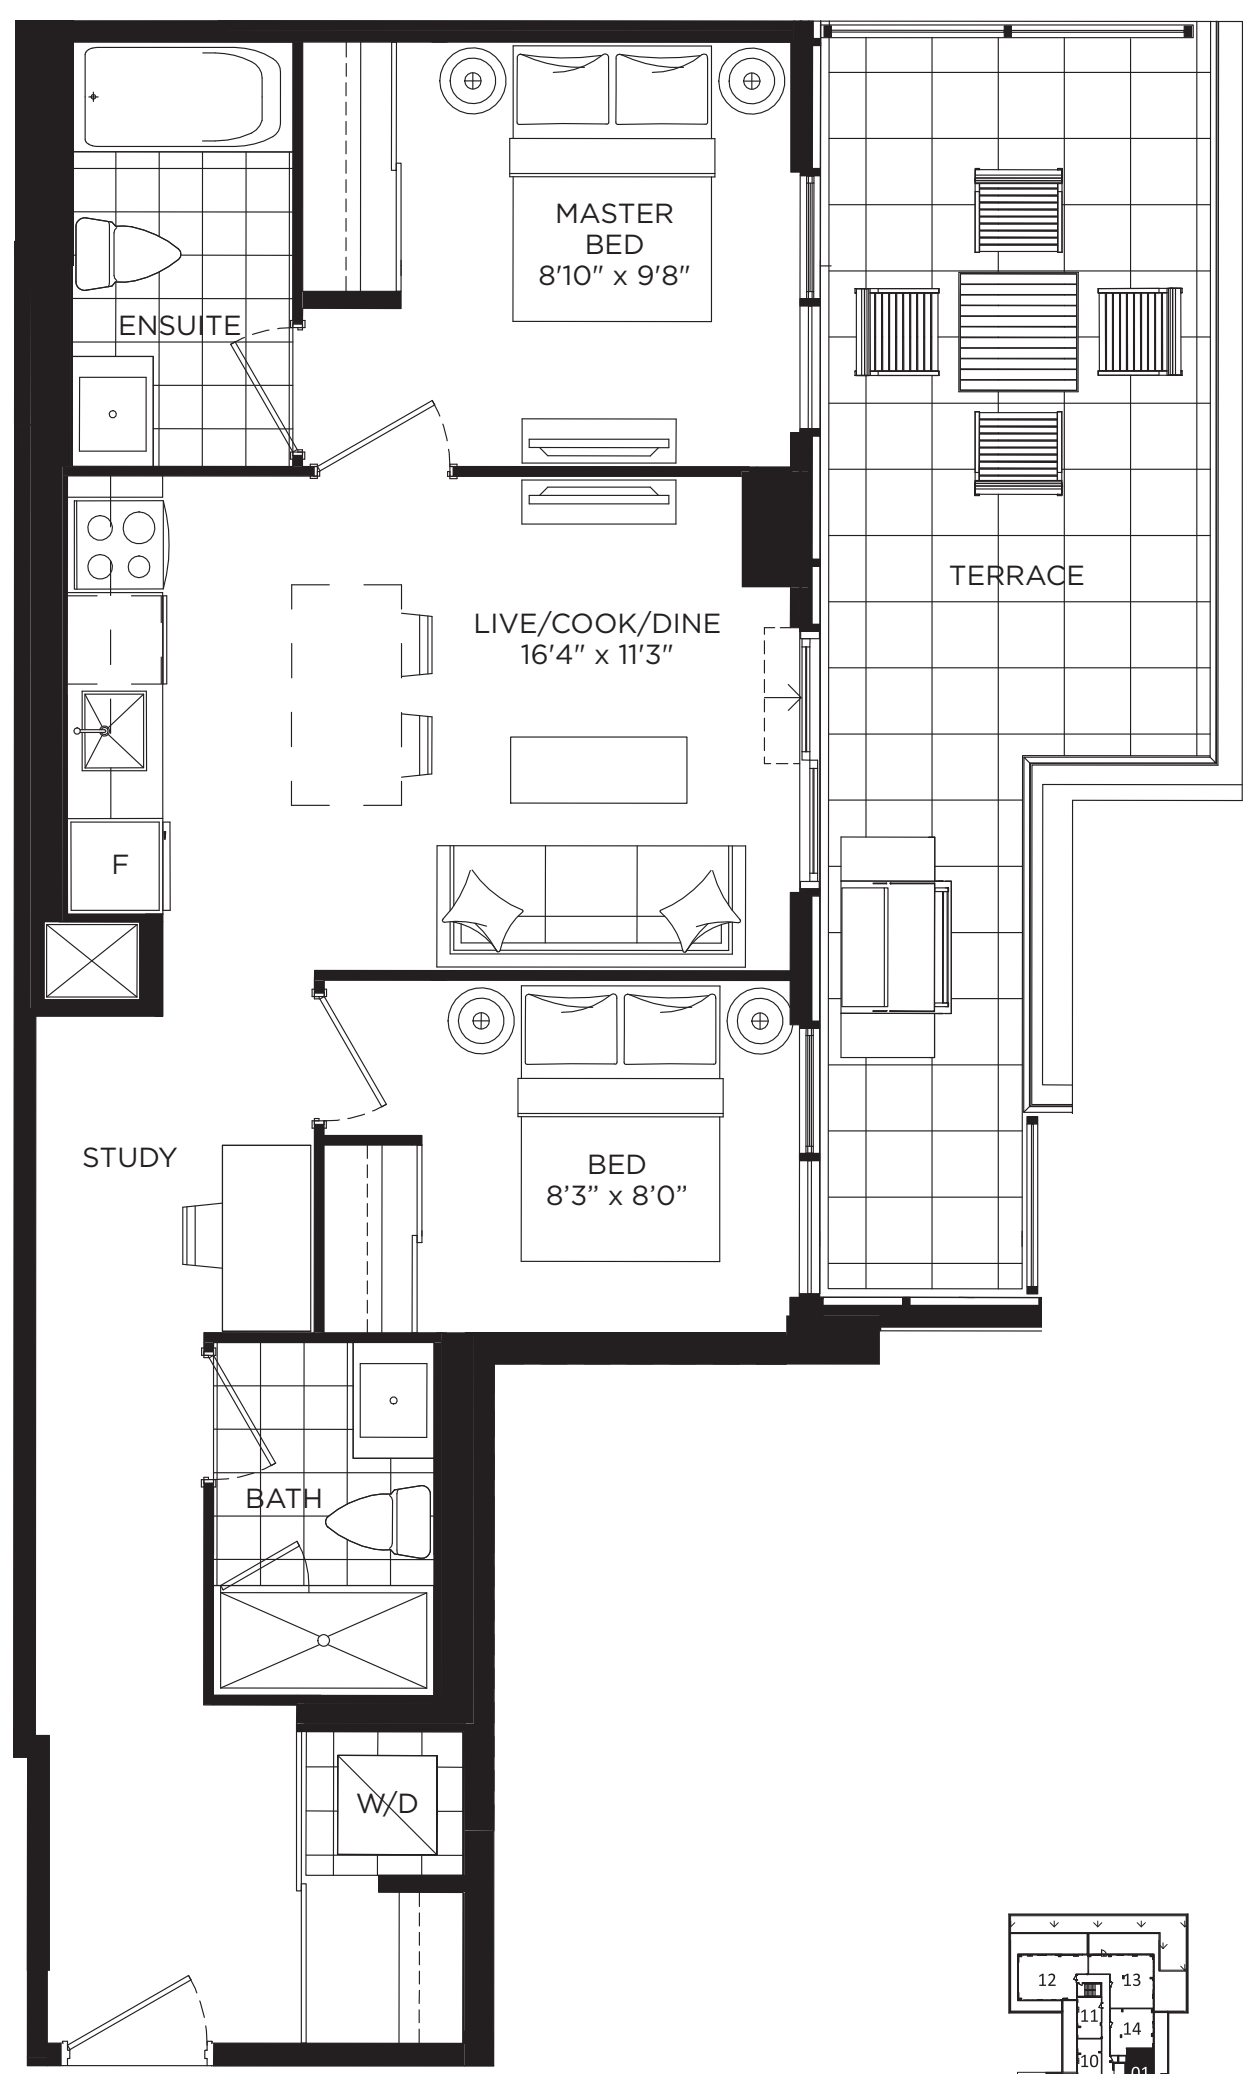 MASTER
BED
8'10" x 9'8"
ENSUITE
TERRACE
LIVE/COOK/DINE
16'4" x 11'3"
F
STUDY
BED
8’3” x 8’0”
BATH
W/D
12
13
11
14
10
01